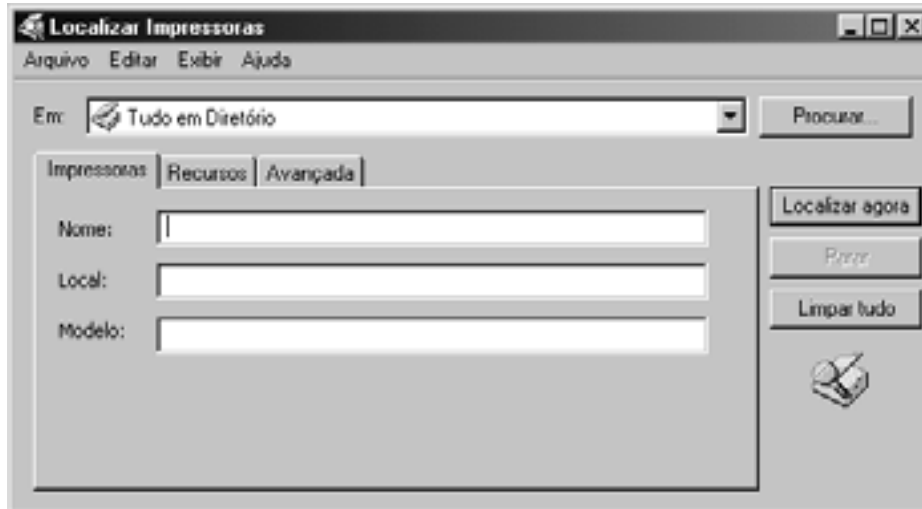 Localizar Impressoras
Arquivo Editar Exibir Ajuda
Em: Tudo em Diretório Procurar...
Impressoras Recursos Avançada
Localizar agora
Nome:
Parar
Local:
Limpar tudo
Modelo: